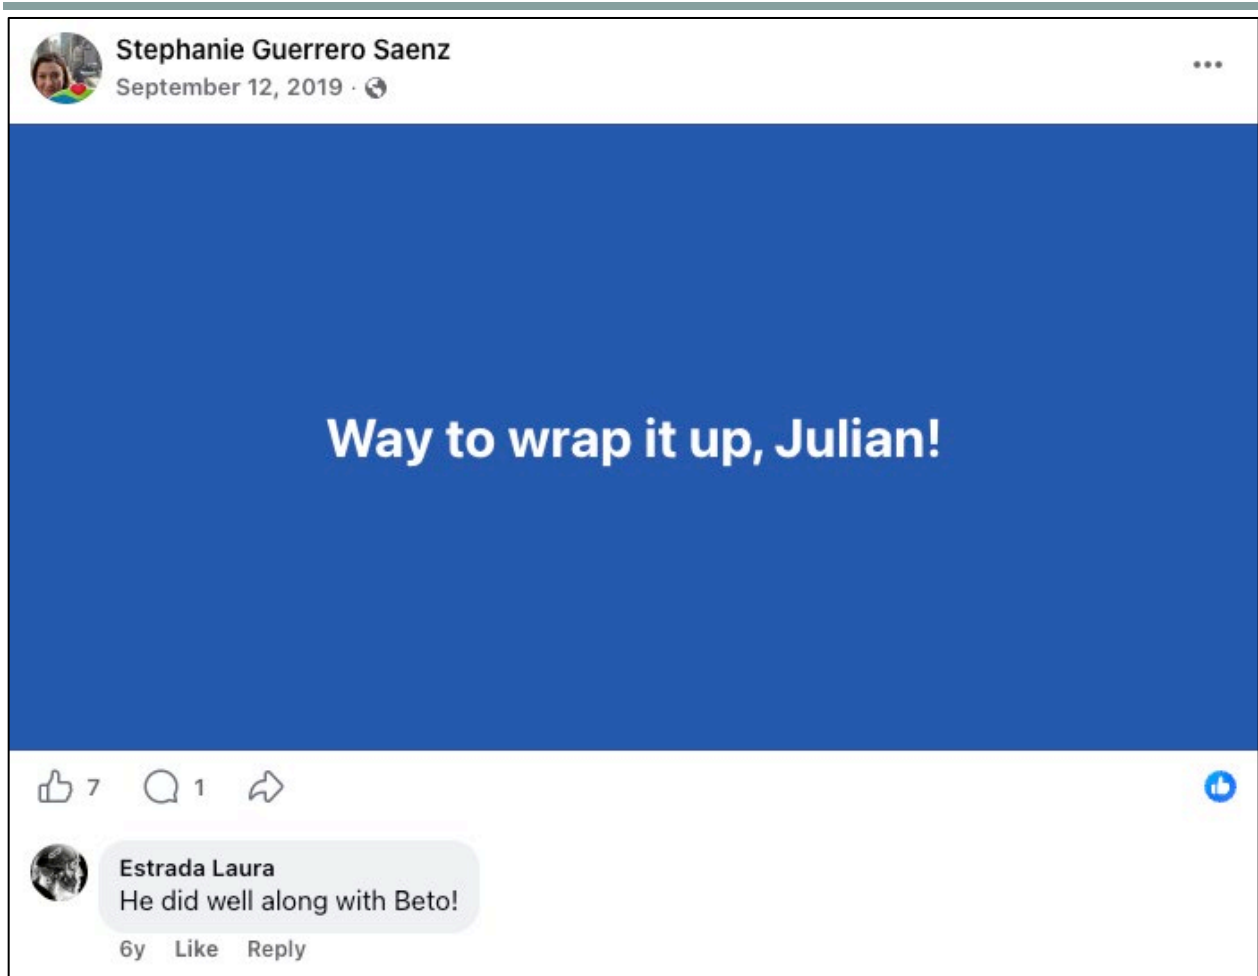 Stephanie Guerrero Saenz
September 12, 2019 ·
Way to wrap it up, Julian!
7 1
Estrada Laura
He did well along with Beto!
6y Like Reply